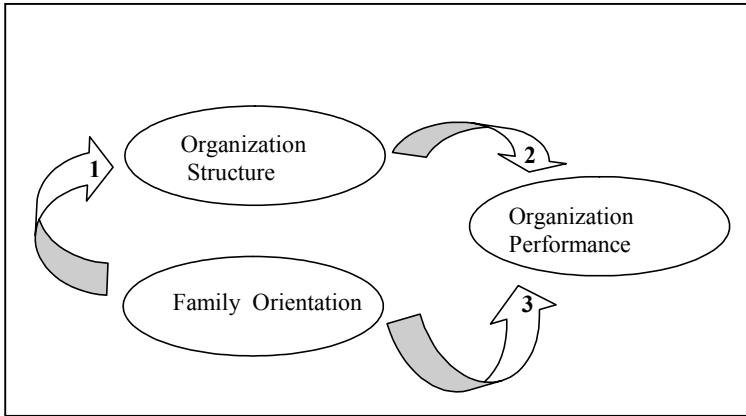 Organization
Structure
1
2
Organization
Performance
Family Orientation
3